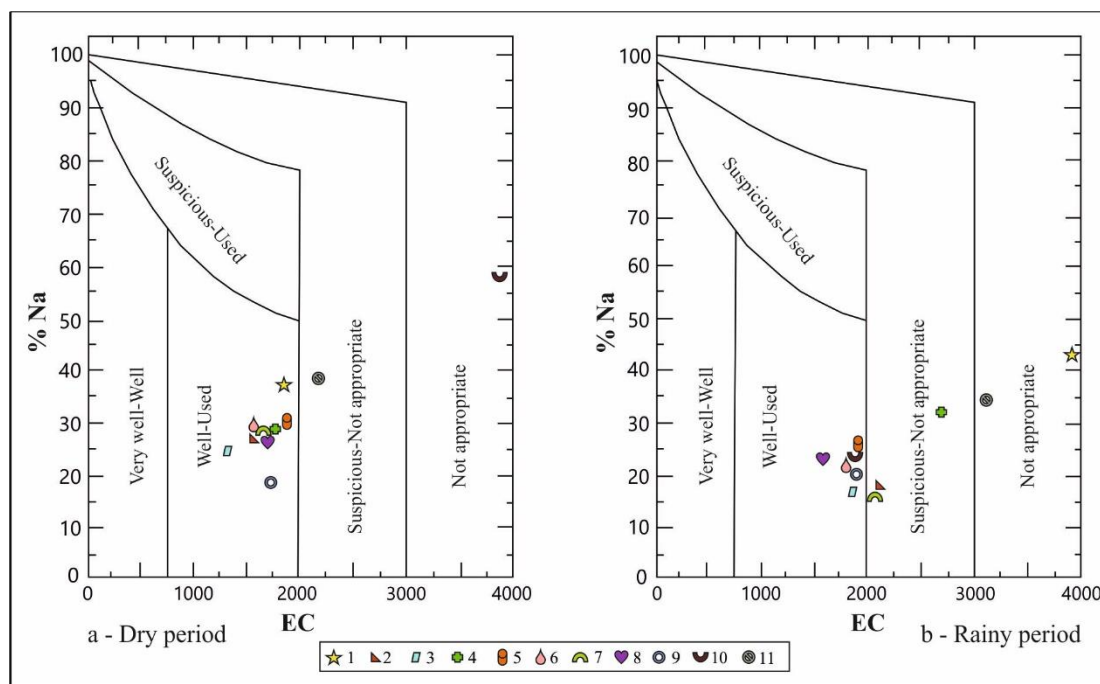 100
90
80
70
60
50
40
30
20
10
0
% Na
Suspicious-Used
Very well-Well
Well-Used
Suspicious-Not appropriate
Not appropriate
0 1000 2000 3000 4000
EC
a - Dry period
100
90
80
70
60
50
40
30
20
10
0
% Na
Suspicious-Used
Very well-Well
Well-Used
Suspicious-Not appropriate
Not appropriate
0 1000 2000 3000 4000
EC
b - Rainy period
1 2 3 4 5 6 7 8 9 10 11